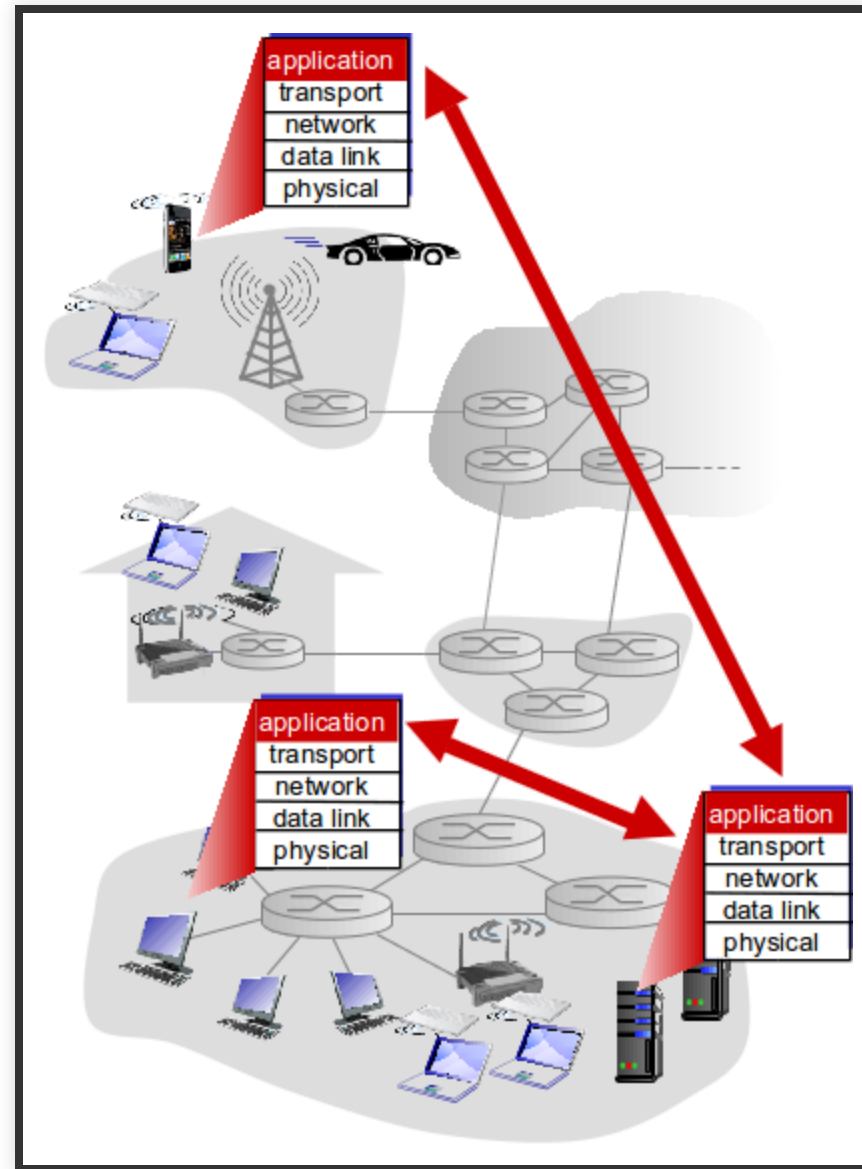 application
transport
network
data link
physical
application
transport
network
data link
physical
application
transport
network
data link
physical